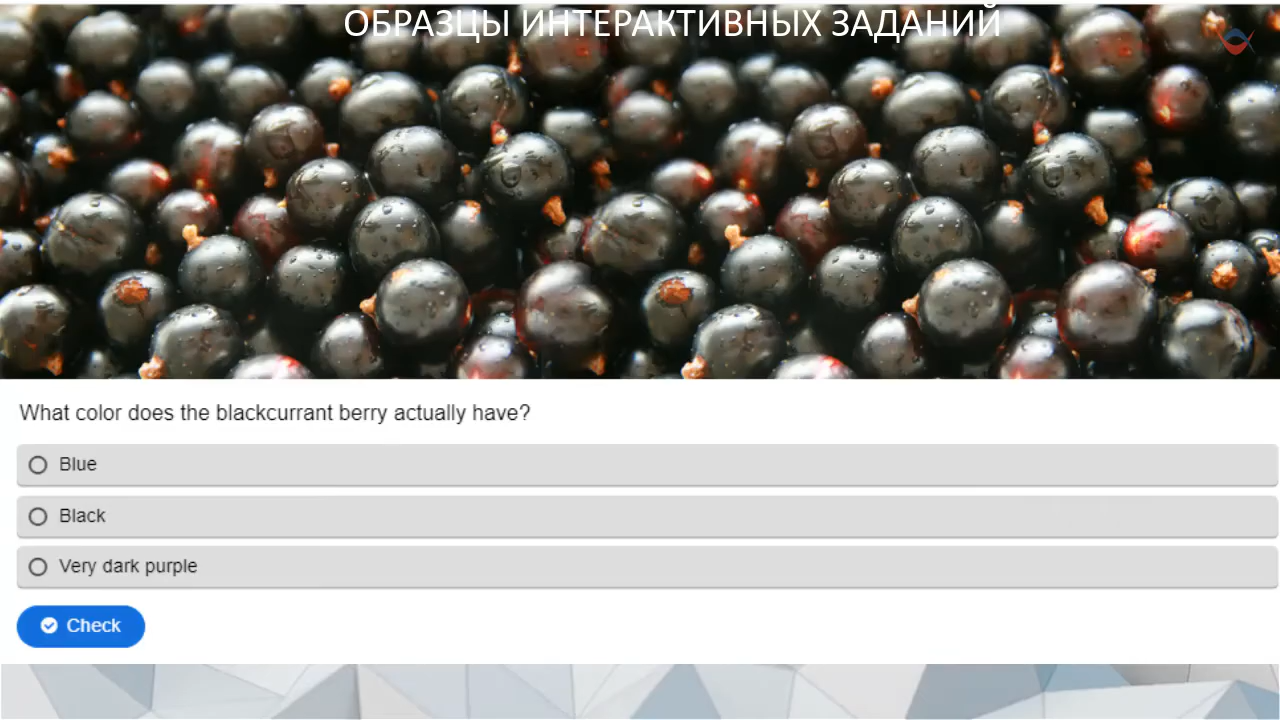 ОБРАЗЦЫ ИНТЕРАКТИВНЫХ ЗАДАНИЙ
What color does the blackcurrant berry actually have?
Blue
Black
Very dark purple
Check